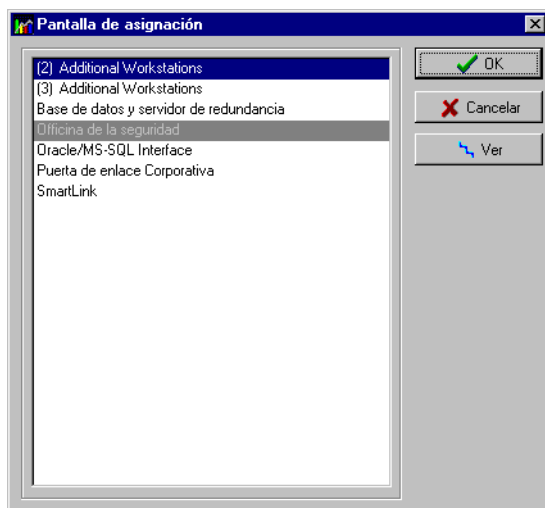 Pantalla de asignación
(2) Additional Workstations
(3) Additional Workstations
Base de datos y servidor de redundancia
Officina de la seguridad
Oracle/MS-SQL Interface
Puerta de enlace Corporativa
SmartLink
OK
Cancelar
Ver